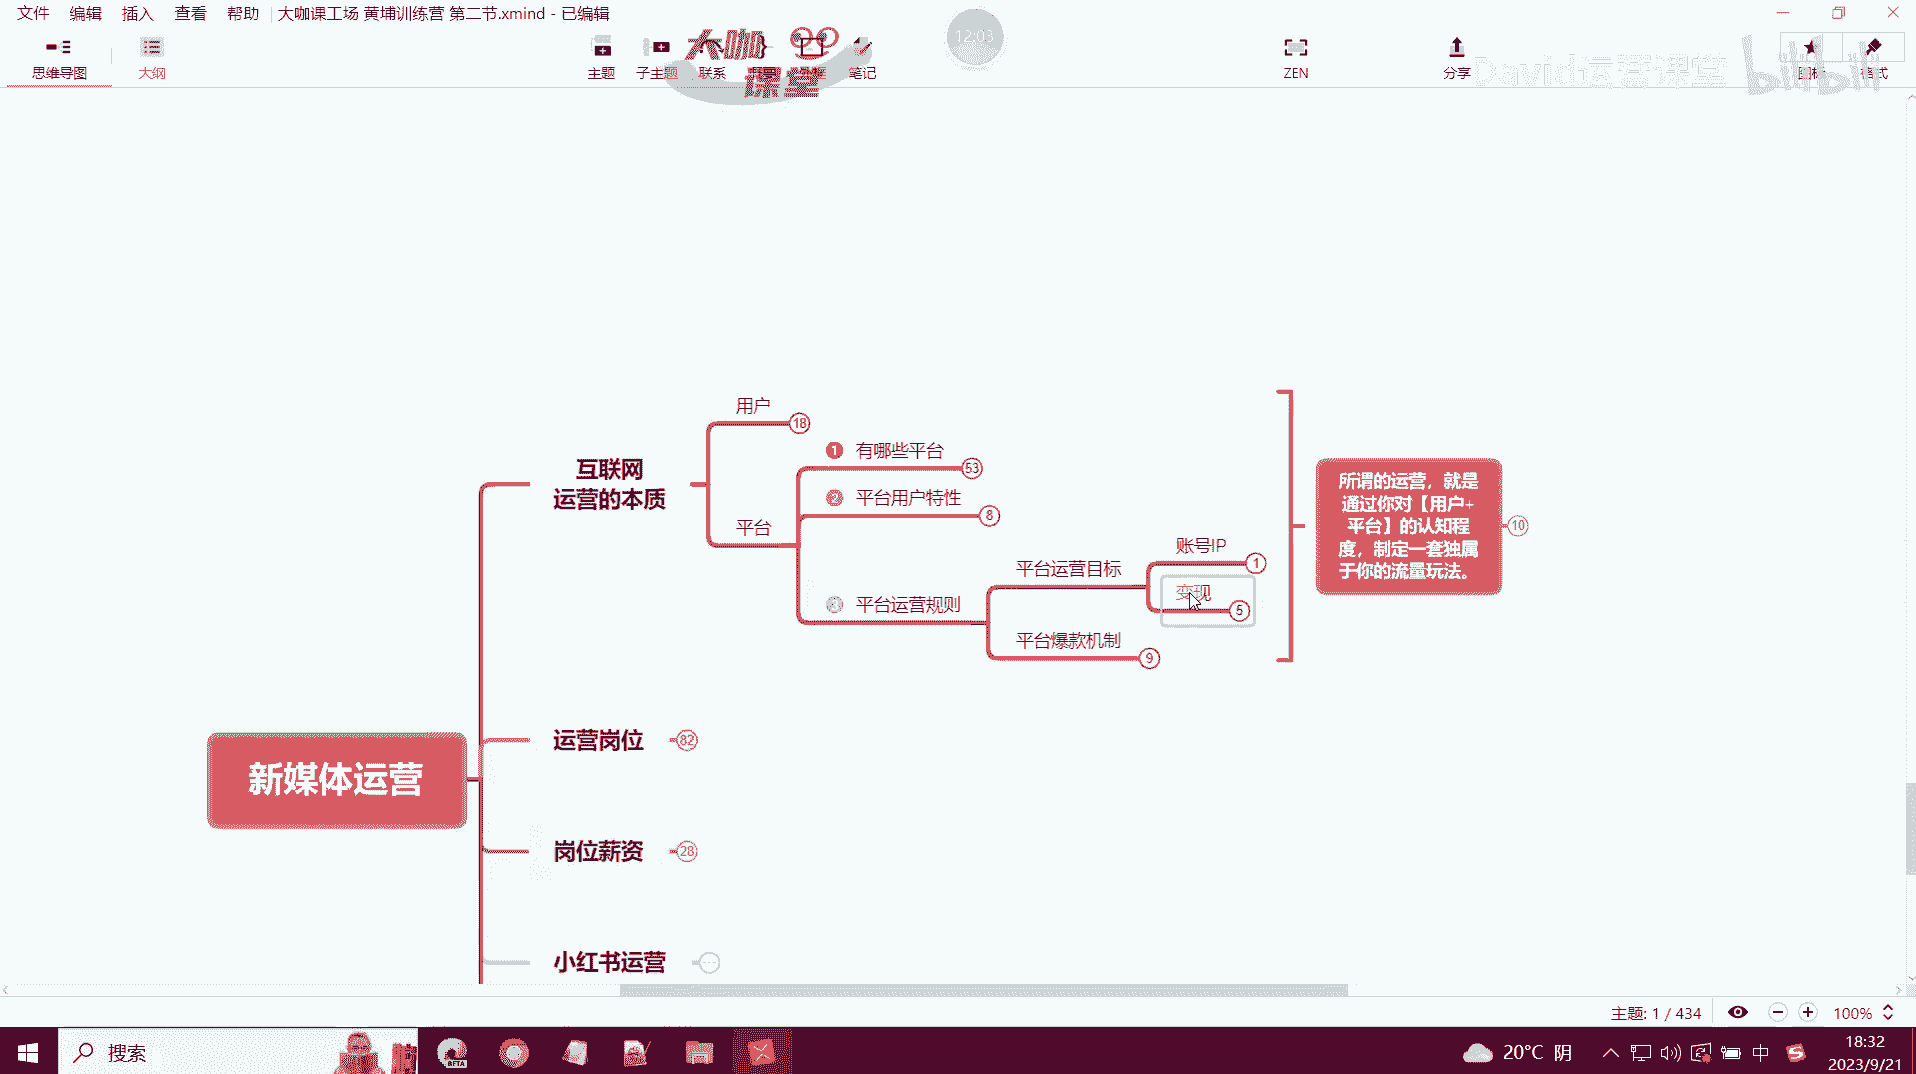 文件 编辑 插入 查看 帮助 大咖课工场 黄埔训练营 第二节.xmind - 已编辑
思维导图 大纲 主题 子主题 联系 笔记 ZEN 分享
大咖
课堂
12:03
David运营课堂 bilibili
用户 18
1 有哪些平台 53
2 平台用户特性 8
互联网
运营的本质
平台
3 平台运营规则
平台运营目标
账号IP 1
变现 5
平台爆款机制 9
所谓的运营，就是
通过你对【用户+
平台】的认知程
度，制定一套独属
于你的流量玩法。
10
新媒体运营
运营岗位 82
岗位薪资 28
小红书运营
主题: 1 / 434 100%
搜索
BETA
20°C 阴 中
18:32
2023/9/21